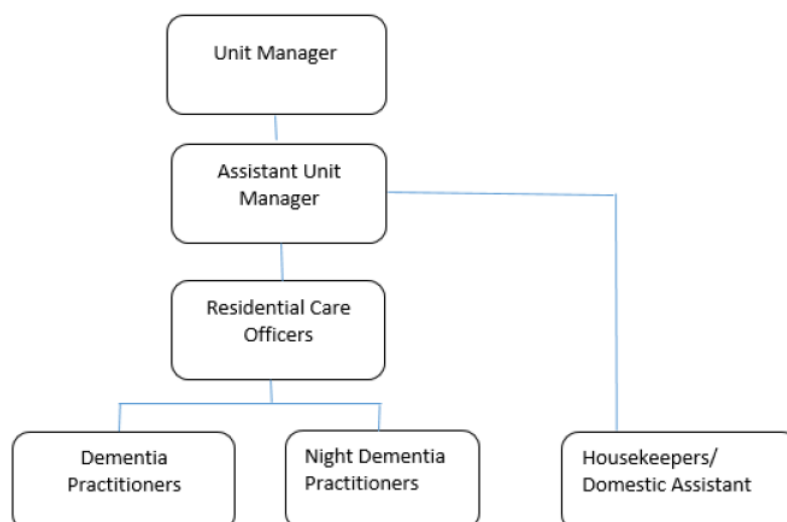 Unit Manager
Assistant Unit
Manager
Residential Care
Officers
Dementia
Practitioners
Night Dementia
Practitioners
Housekeepers/
Domestic Assistant